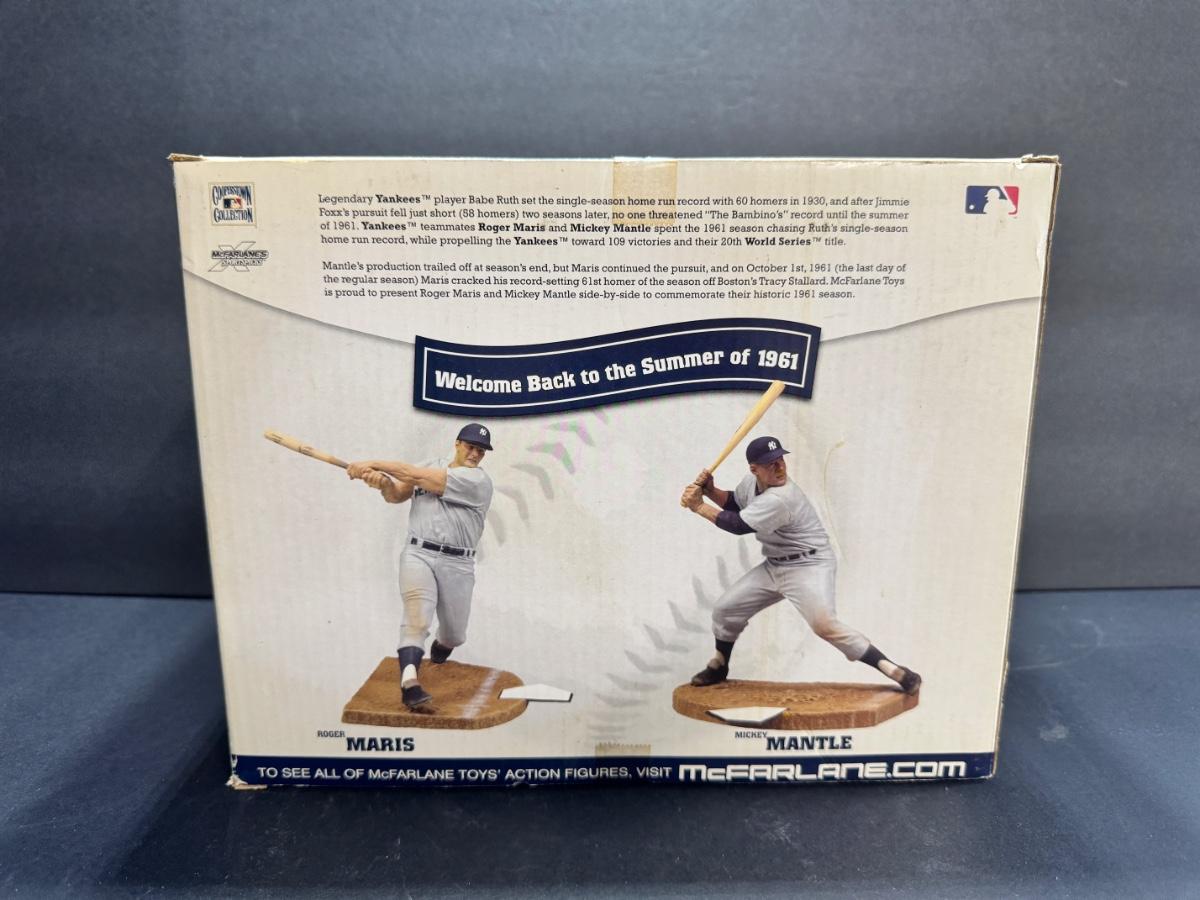 COOPERSTOWN
COLLECTION
McFARLANE'S
Legendary Yankees™ player Babe Ruth set the single-season home run record with 60 homers in 1930, and after Jimmie
Foxx's pursuit fell just short (58 homers) two seasons later, no one threatened "The Bambino's" record until the summer
of 1961. Yankees™ teammates Roger Maris and Mickey Mantle spent the 1961 season chasing Ruth's single-season
home run record, while propelling the Yankees™ toward 109 victories and their 20th World Series™ title.
Mantle's production trailed off at season's end, but Maris continued the pursuit, and on October 1st, 1961 (the last day of
the regular season) Maris cracked his record-setting 61st homer of the season off Boston's Tracy Stallard. McFarlane Toys
is proud to present Roger Maris and Mickey Mantle side-by-side to commemorate their historic 1961 season.
Welcome Back to the Summer of 1961
NY
NY
ROGER
MARIS
MICKEY
MANTLE
TO SEE ALL OF McFARLANE TOYS' ACTION FIGURES, VISIT McFARLANE.COM